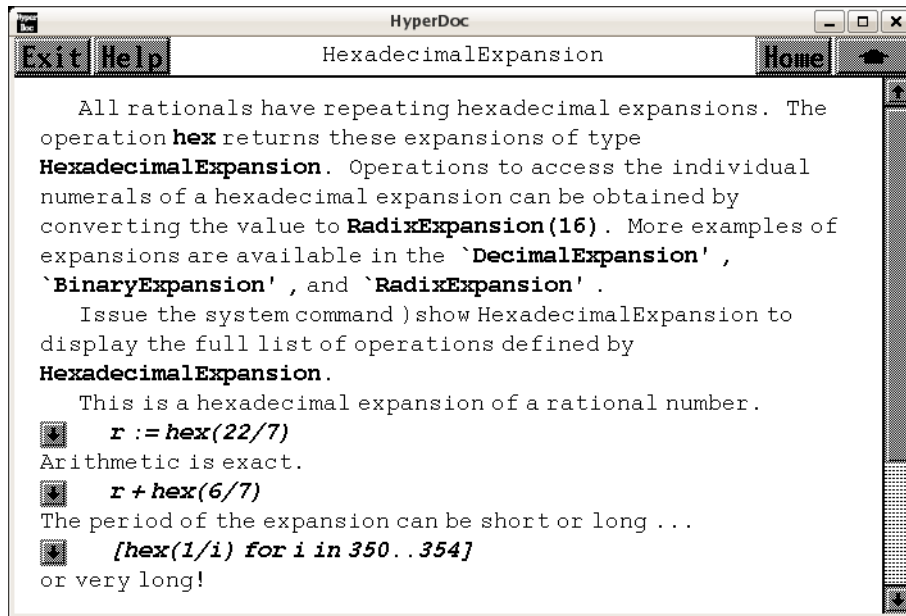 Hyper Doc
HyperDoc
Exit Help HexadecimalExpansion Home
All rationals have repeating hexadecimal expansions. The
operation hex returns these expansions of type
HexadecimalExpansion. Operations to access the individual
numerals of a hexadecimal expansion can be obtained by
converting the value to RadixExpansion(16). More examples of
expansions are available in the `DecimalExpansion' ,
`BinaryExpansion' , and `RadixExpansion' .
Issue the system command )show HexadecimalExpansion to
display the full list of operations defined by
HexadecimalExpansion.
This is a hexadecimal expansion of a rational number.
r := hex(22/7)
Arithmetic is exact.
r + hex(6/7)
The period of the expansion can be short or long ...
[hex(1/i) for i in 350..354]
or very long!